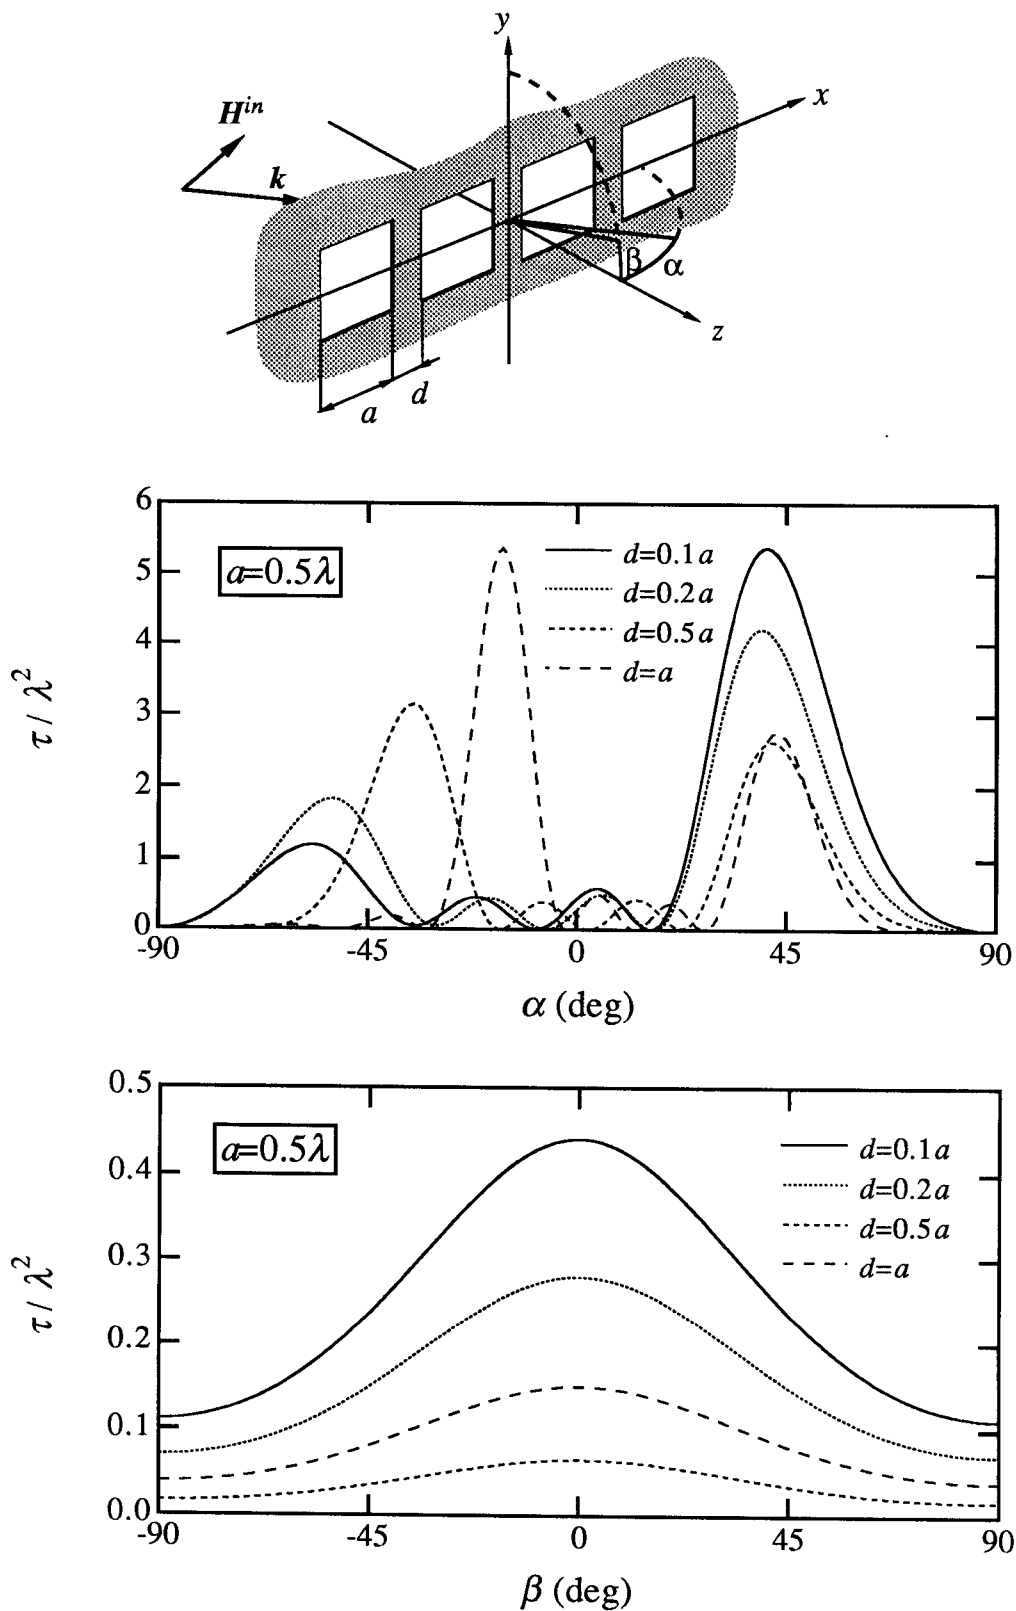 y
x
H^in
k
β
α
z
d
a
6
a=0.5λ
d=0.1a
5
d=0.2a
4
d=0.5a
d=a
3
τ / λ²
2
1
0
-90 -45 0 45 90
α (deg)
0.5
a=0.5λ
d=0.1a
0.4
d=0.2a
d=0.5a
0.3
d=a
τ / λ²
0.2
0.1
0.0
-90 -45 0 45 90
β (deg)